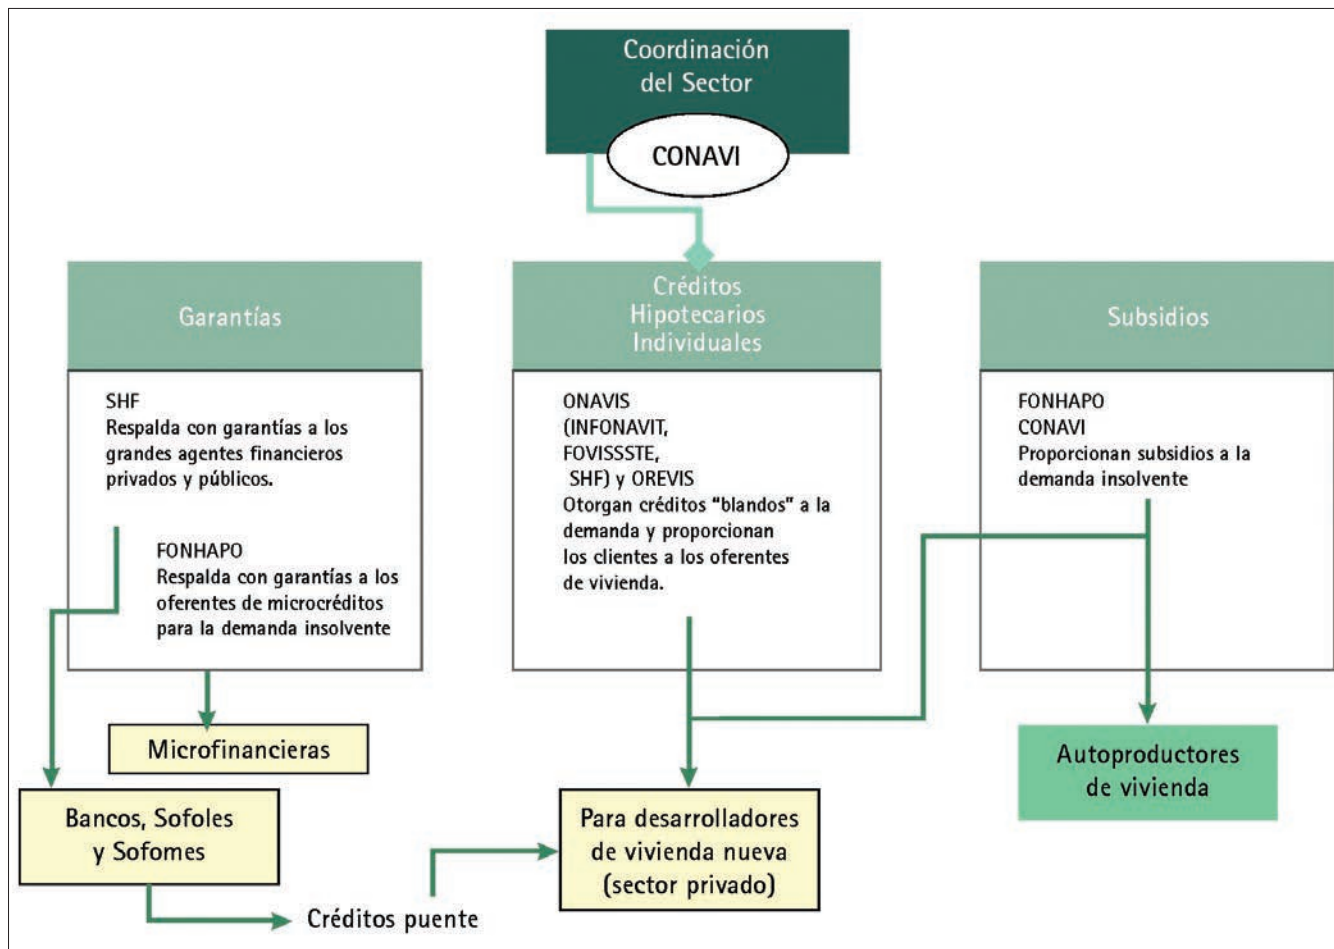 Coordinación
del Sector
CONAVI
Garantías
SHF
Respalda con garantías a los
grandes agentes financieros
privados y públicos.
FONHAPO
Respalda con garantías a los
oferentes de microcréditos
para la demanda insolvente
Créditos
Hipotecarios
Individuales
ONAVIS
(INFONAVIT,
FOVISSSTE,
SHF) y OREVIS
Otorgan créditos “blandos” a la
demanda y proporcionan
los clientes a los oferentes
de vivienda.
Subsidios
FONHAPO
CONAVI
Proporcionan subsidios a la
demanda insolvente
Microfinancieras
Bancos, Sofoles
y Sofomes
Créditos puente
Para desarrolladores
de vivienda nueva
(sector privado)
Autoproductores
de vivienda